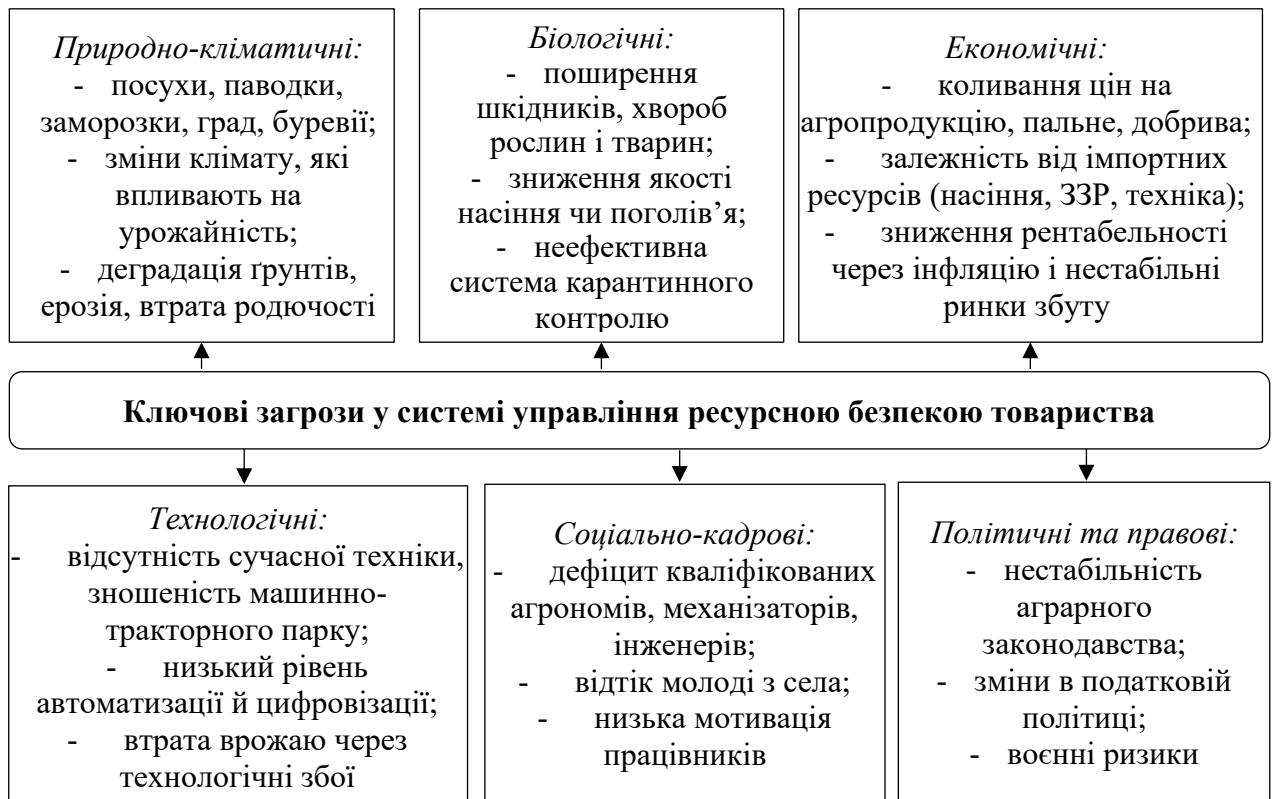 Природно-кліматичні:
- посухи, паводки,
заморозки, град, буревії;
- зміни клімату, які
впливають на
урожайність;
- деградація ґрунтів,
ерозія, втрата родючості
Біологічні:
- поширення
шкідників, хвороб
рослин і тварин;
- зниження якості
насіння чи поголів’я;
- неефективна
система карантинного
контролю
Економічні:
- коливання цін на
агропродукцію, пальне, добрива;
- залежність від імпортних
ресурсів (насіння, ЗЗР, техніка);
- зниження рентабельності
через інфляцію і нестабільні
ринки збуту
Ключові загрози у системі управління ресурсною безпекою товариства
Технологічні:
- відсутність сучасної техніки,
зношеність машинно-
тракторного парку;
- низький рівень
автоматизації й цифровізації;
- втрата врожаю через
технологічні збої
Соціально-кадрові:
- дефіцит кваліфікованих
агрономів, механізаторів,
інженерів;
- відтік молоді з села;
- низька мотивація
працівників
Політичні та правові:
- нестабільність
аграрного
законодавства;
- зміни в податковій
політиці;
- воєнні ризики